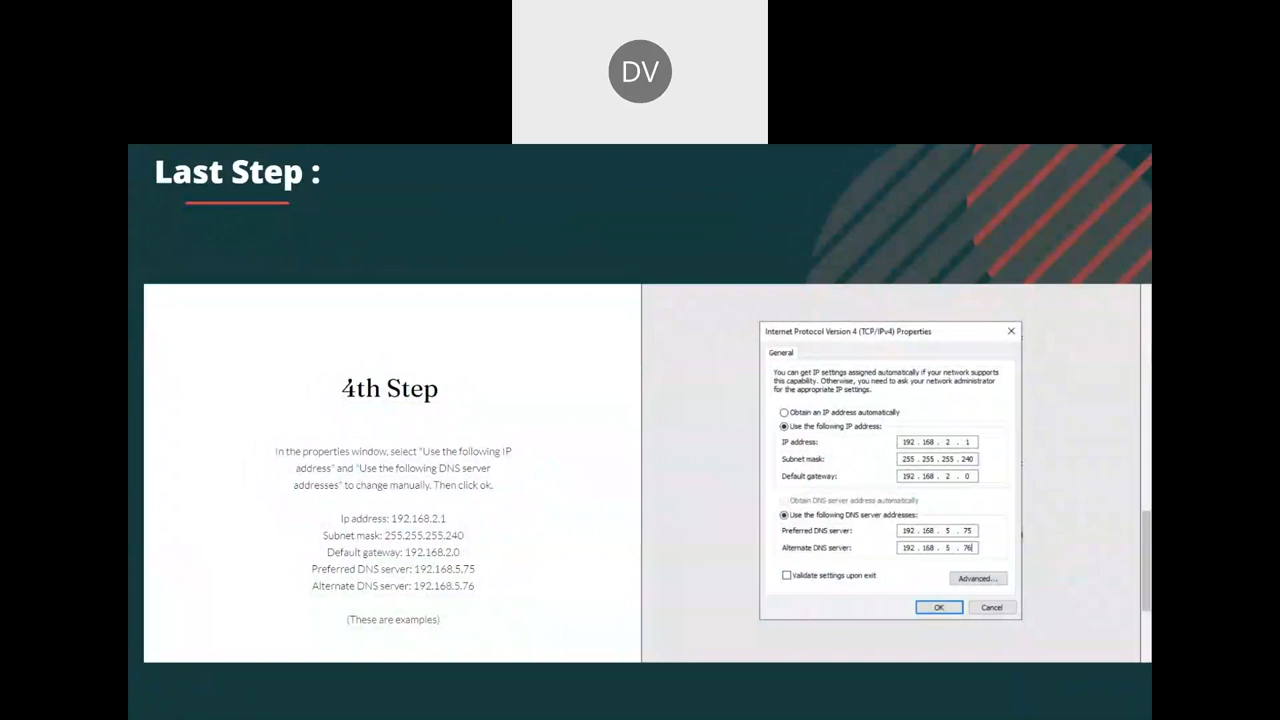 DV
Last Step :
4th Step
In the properties window, select "Use the following IP
address" and "Use the following DNS server
addresses" to change manually. Then click ok.
Ip address: 192.168.2.1
Subnet mask: 255.255.255.240
Default gateway: 192.168.2.0
Preferred DNS server: 192.168.5.75
Alternate DNS server: 192.168.5.76
(These are examples)
Internet Protocol Version 4 (TCP/IPv4) Properties
General
You can get IP settings assigned automatically if your network supports
this capability. Otherwise, you need to ask your network administrator
for the appropriate IP settings.
Obtain an IP address automatically
Use the following IP address:
IP address: 192 . 168 . 2 . 1
Subnet mask: 255 . 255 . 255 . 240
Default gateway: 192 . 168 . 2 . 0
Obtain DNS server address automatically
Use the following DNS server addresses:
Preferred DNS server: 192 . 168 . 5 . 75
Alternate DNS server: 192 . 168 . 5 . 76
Validate settings upon exit
Advanced...
OK Cancel